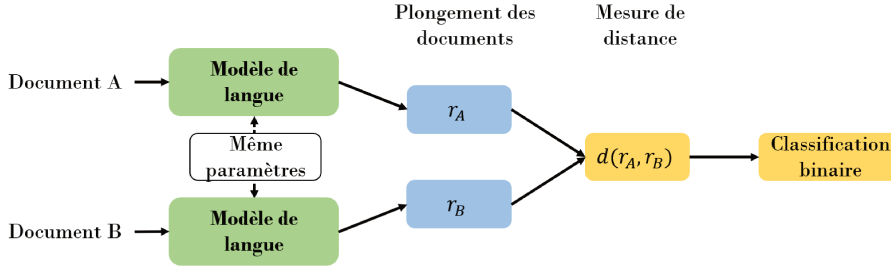 Plongement des
documents
Mesure de
distance
Document A
Modèle de
langue
r_A
Même
paramètres
d(r_A, r_B)
Classification
binaire
Document B
Modèle de
langue
r_B